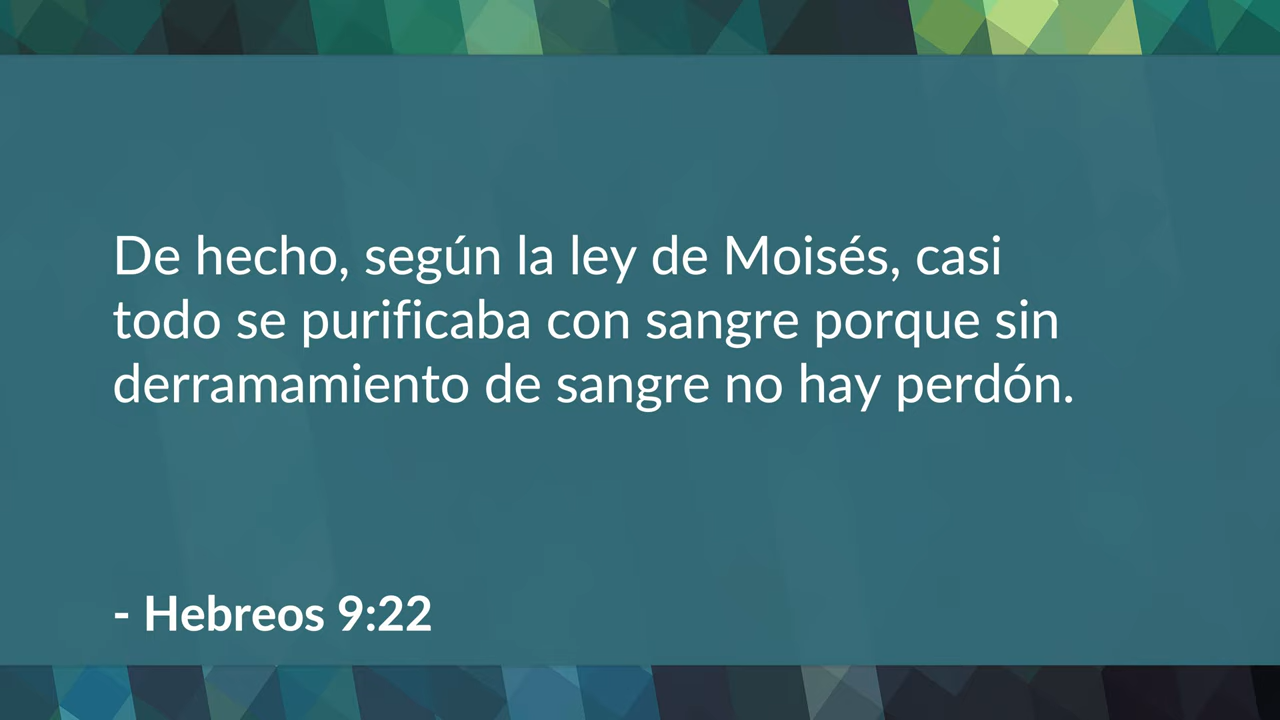 De hecho, según la ley de Moisés, casi
todo se purificaba con sangre porque sin
derramamiento de sangre no hay perdón.
- Hebreos 9:22